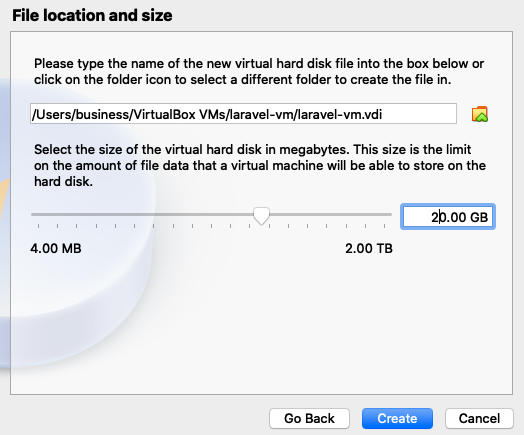 File location and size
Please type the name of the new virtual hard disk file into the box below or
click on the folder icon to select a different folder to create the file in.
/Users/business/VirtualBox VMs/laravel-vm/laravel-vm.vdi
Select the size of the virtual hard disk in megabytes. This size is the limit
on the amount of file data that a virtual machine will be able to store on the
hard disk.
20.00 GB
4.00 MB
2.00 TB
Go Back
Create
Cancel